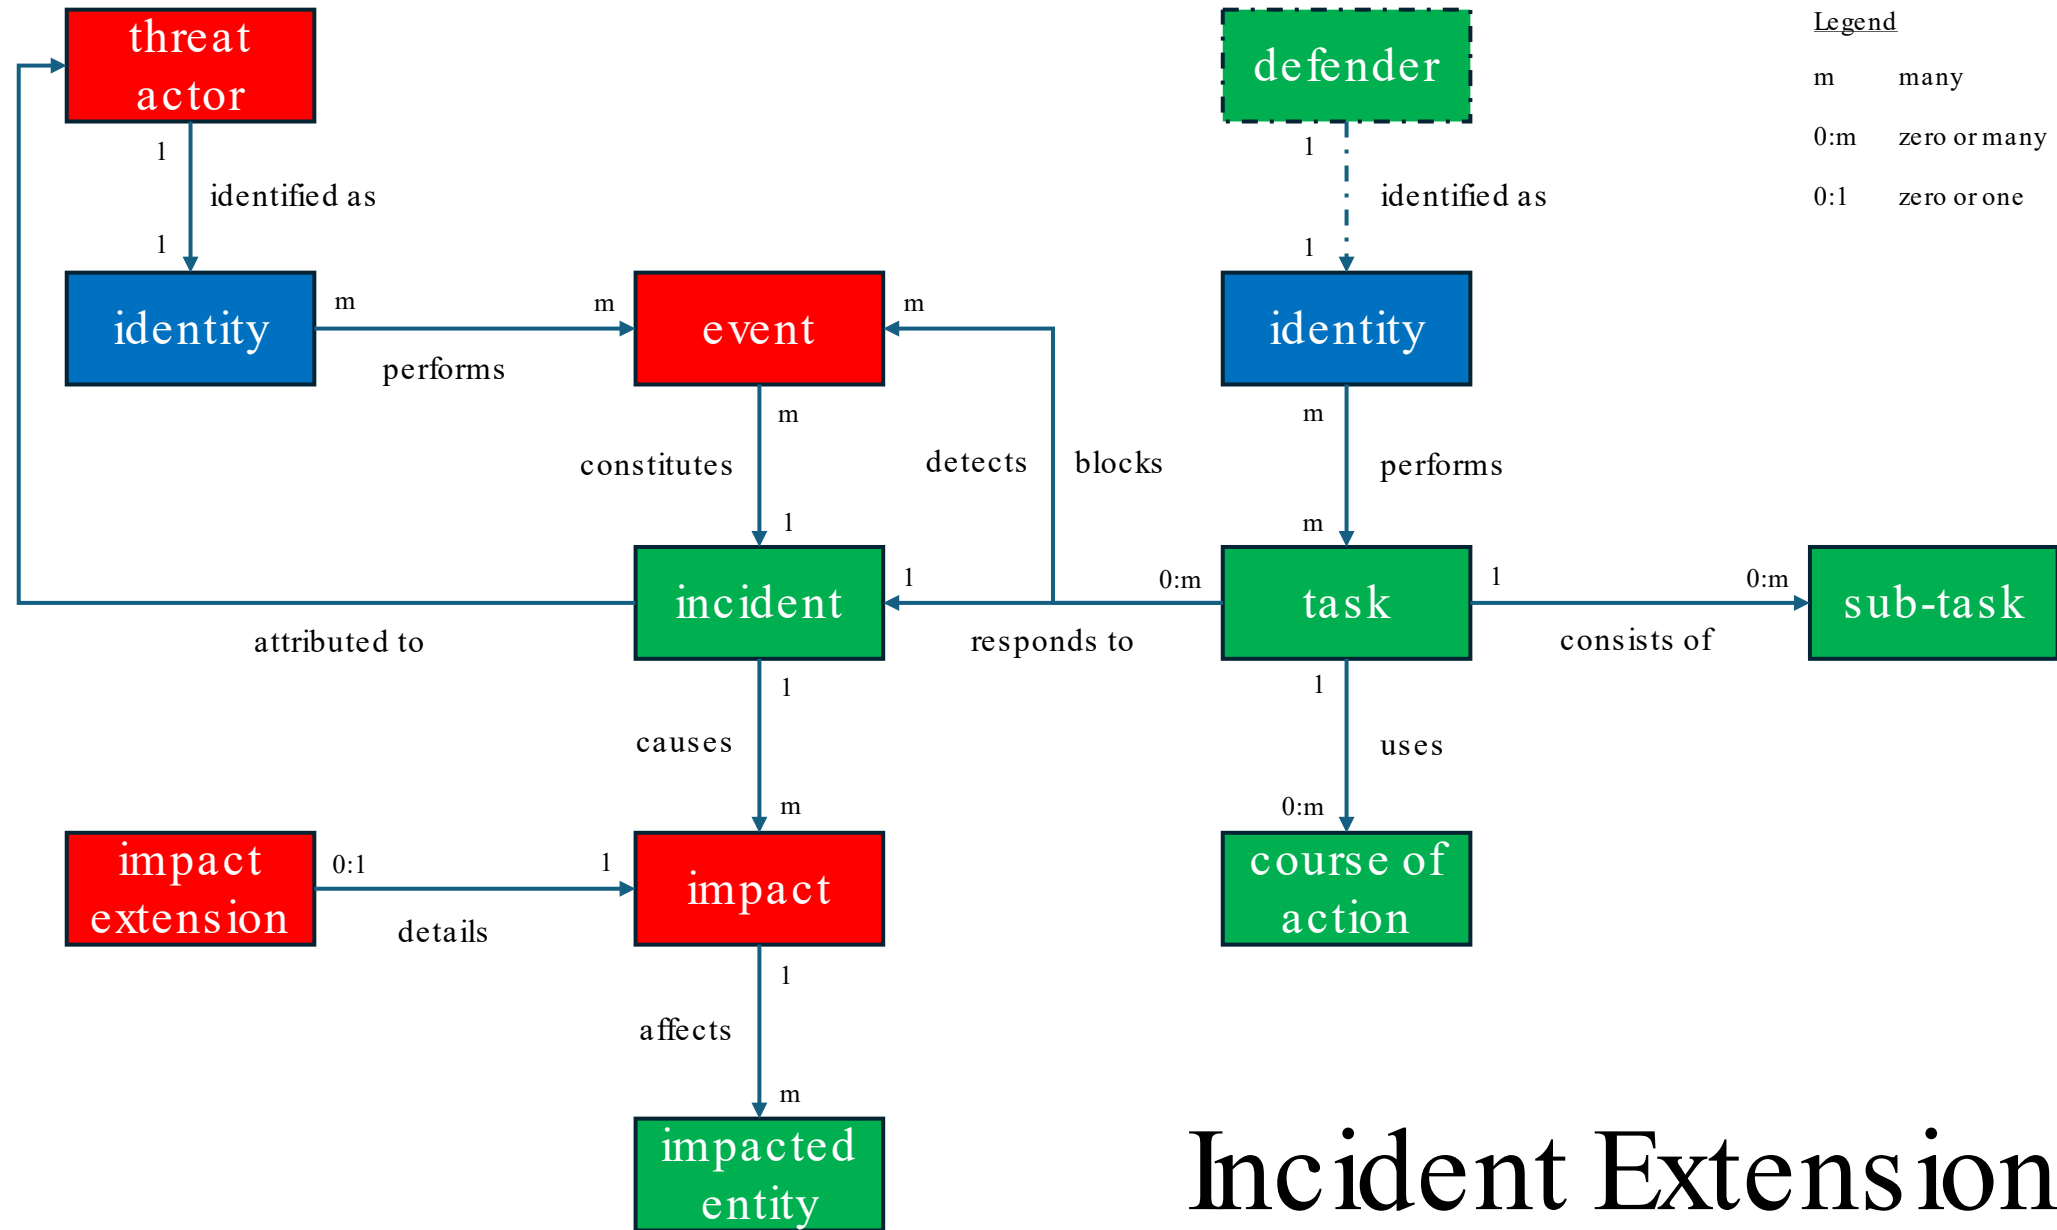 threat
actor
defender
Legend
m many
0:m zero or many
0:1 zero or one
1
identified as
1
1
identified as
1
identity
m
performs
m
event
m
identity
m
constitutes
1
detects
blocks
m
performs
m
attributed to
incident
1
responds to
0:m
task
1
consists of
0:m
sub-task
1
causes
m
1
uses
0:m
impact
extension
0:1
details
1
impact
course of
action
1
affects
m
impacted
entity
Incident Extension